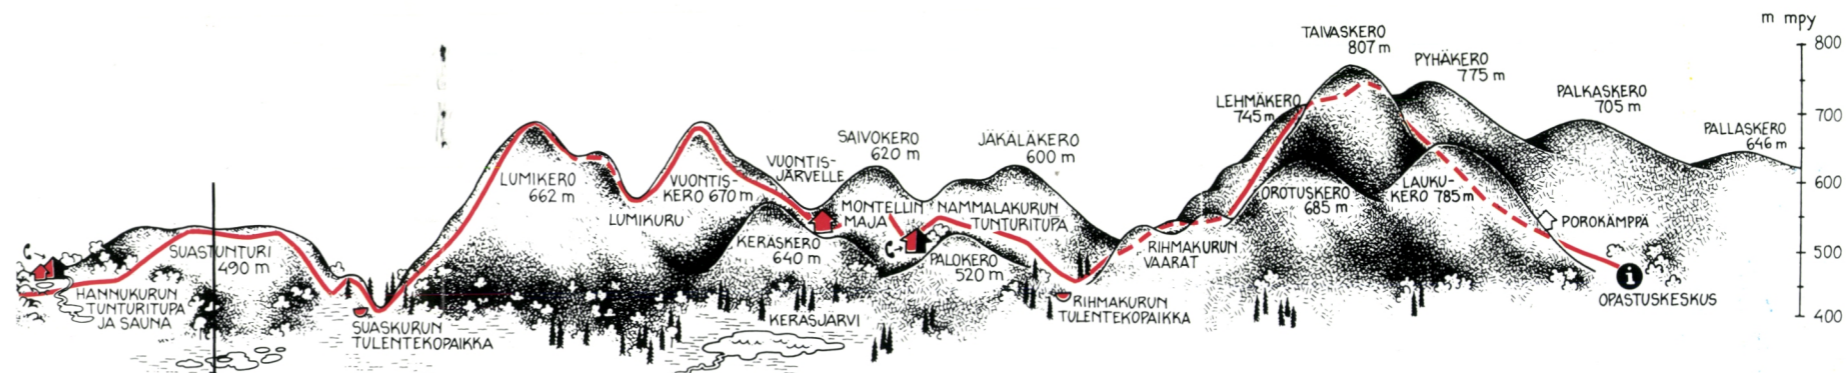 m mpy
800
700
600
500
400
HANNUKURUN
TUNTURITUPA
JA SAUNA
SUASTUNTURI
490 m
SUASKURUN
TULENTEKOPAIKKA
LUMIKERO
662 m
LUMIKURU
VUONTIS-
KERO 670 m
VUONTIS-
JÄRVELLE
KERASKERO
640 m
KERÄSJÄRVI
SAIVOKERO
620 m
MONTELLIN
MAJA
NAMMALAKURUN
TUNTURITUPA
PALOKERO
520 m
JÄKÄLÄKERO
600 m
RIHMAKURUN
TULENTEKOPAIKKA
RIHMAKURUN
VAARAT
LEHMÄKERO
745 m
OROTUSKERO
685 m
TAIVASKERO
807 m
PYHÄKERO
775 m
LAUKU-
KERO 785 m
PALKASKERO
705 m
PALLASKERO
646 m
POROKÄMPPÄ
i
OPASTUSKESKUS